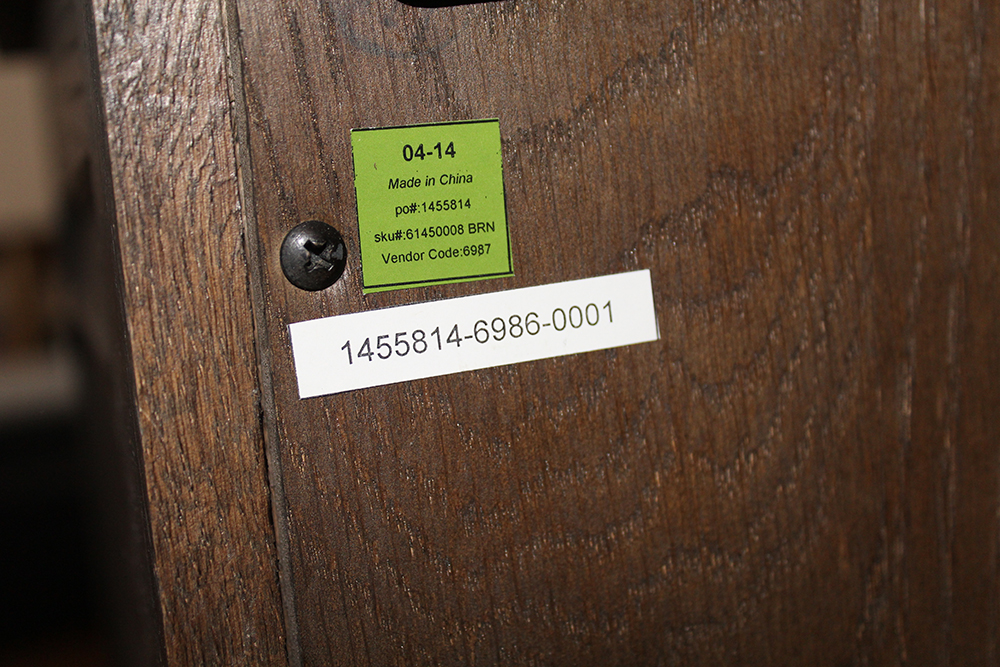 04-14
Made in China
po#:1455814
sku#:61450008 BRN
Vendor Code:6987
1455814-6986-0001